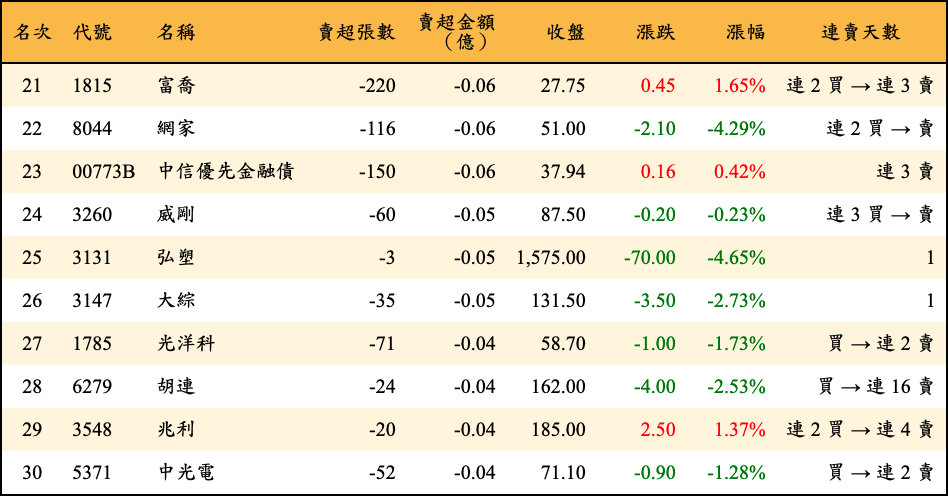 名次 代號 名稱 賣超張數 賣超金額（億） 收盤 漲跌 漲幅 連賣天數
21 1815 富喬 -220 -0.06 27.75 0.45 1.65% 連 2 買 → 連 3 賣
22 8044 網家 -116 -0.06 51.00 -2.10 -4.29% 連 2 買 → 賣
23 00773B 中信優先金融債 -150 -0.06 37.94 0.16 0.42% 連 3 賣
24 3260 威剛 -60 -0.05 87.50 -0.20 -0.23% 連 3 買 → 賣
25 3131 弘塑 -3 -0.05 1,575.00 -70.00 -4.65% 1
26 3147 大綜 -35 -0.05 131.50 -3.50 -2.73% 1
27 1785 光洋科 -71 -0.04 58.70 -1.00 -1.73% 買 → 連 2 賣
28 6279 胡連 -24 -0.04 162.00 -4.00 -2.53% 買 → 連 16 賣
29 3548 兆利 -20 -0.04 185.00 2.50 1.37% 連 2 買 → 連 4 賣
30 5371 中光電 -52 -0.04 71.10 -0.90 -1.28% 買 → 連 2 賣